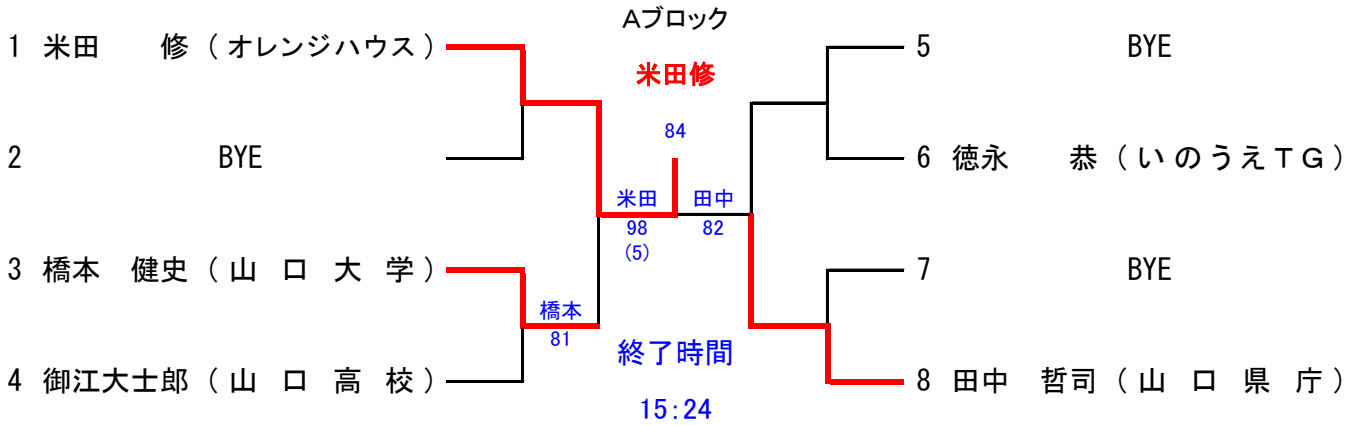 Aブロック
1 米田 修 ( オレンジハウス )
5 BYE
米田修
84
2 BYE
6 徳永 恭 ( い の う え T G )
米田 田中
98 82
(5)
3 橋本 健史 ( 山 口 大 学 )
7 BYE
橋本
81
終了時間
4 御江大士郎 ( 山 口 高 校 )
8 田中 哲司 ( 山 口 県 庁 )
15:24